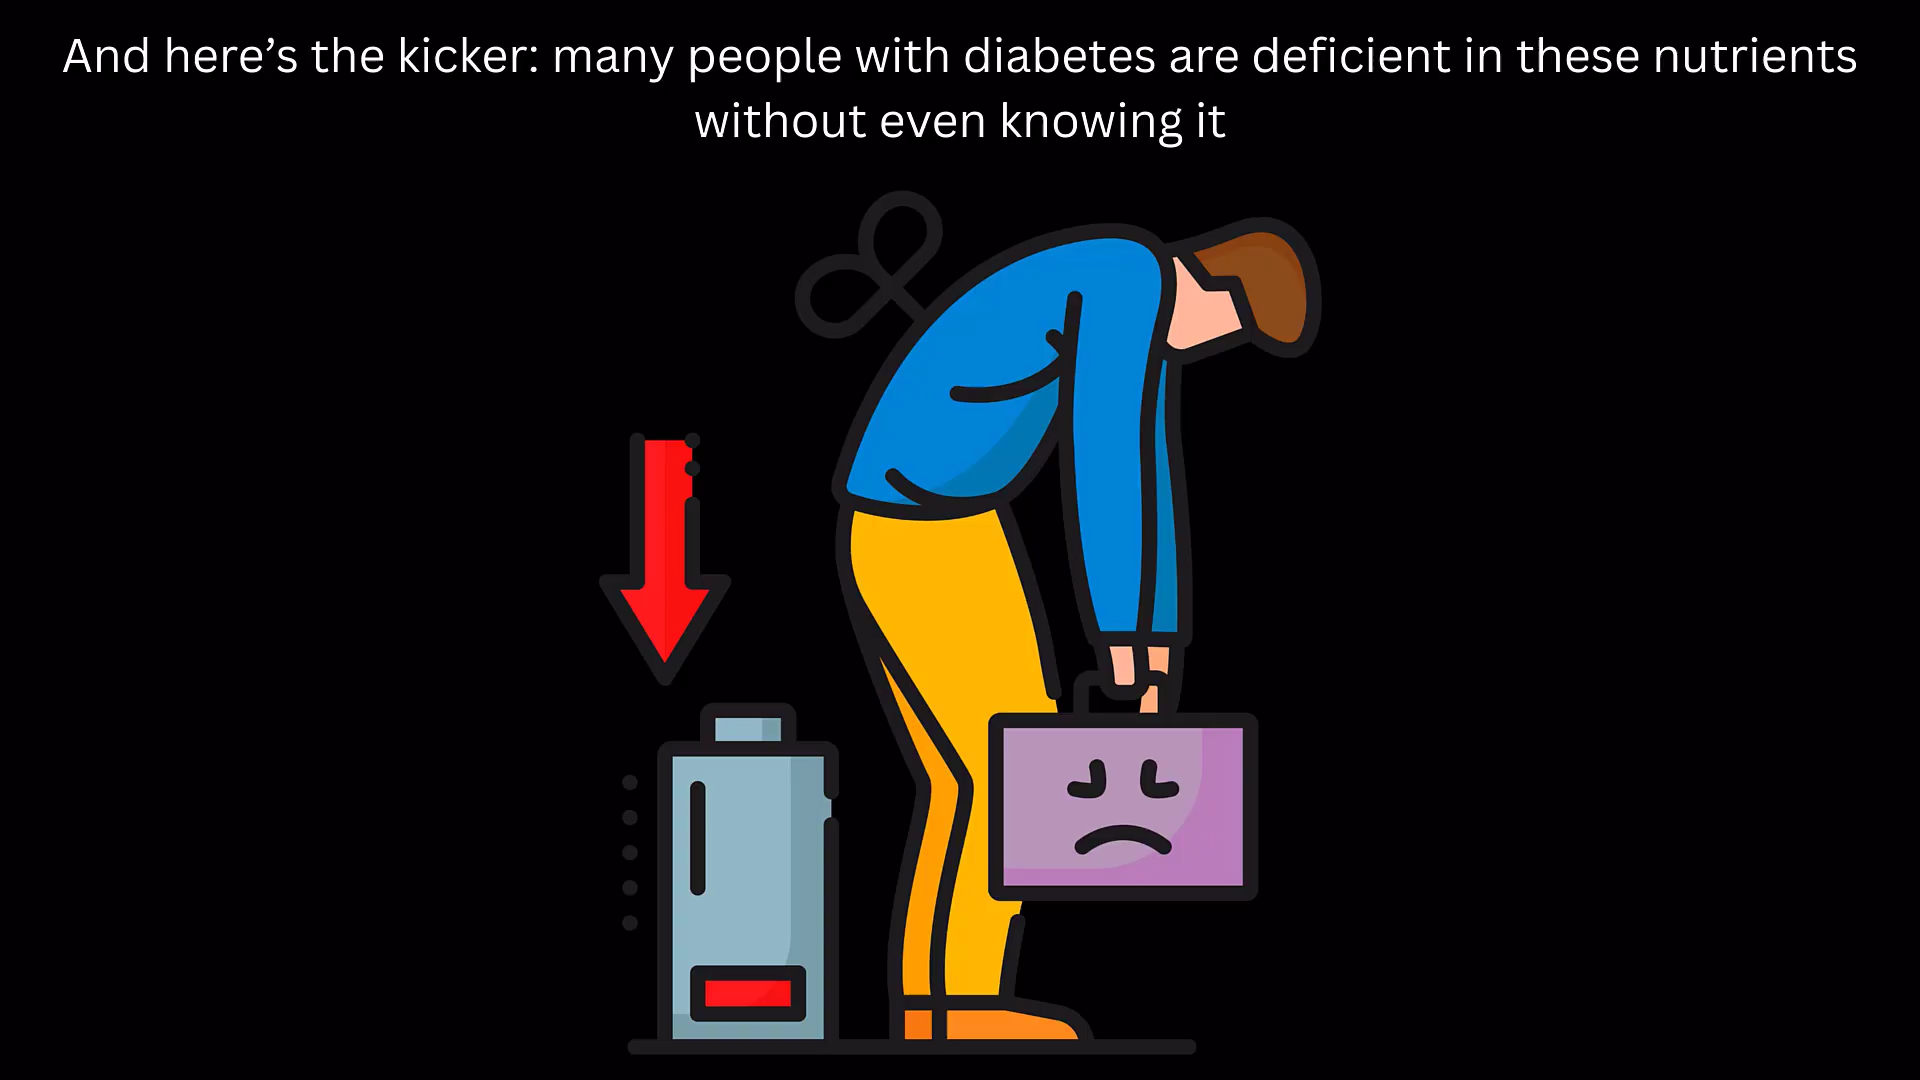 And here’s the kicker: many people with diabetes are deficient in these nutrients
without even knowing it